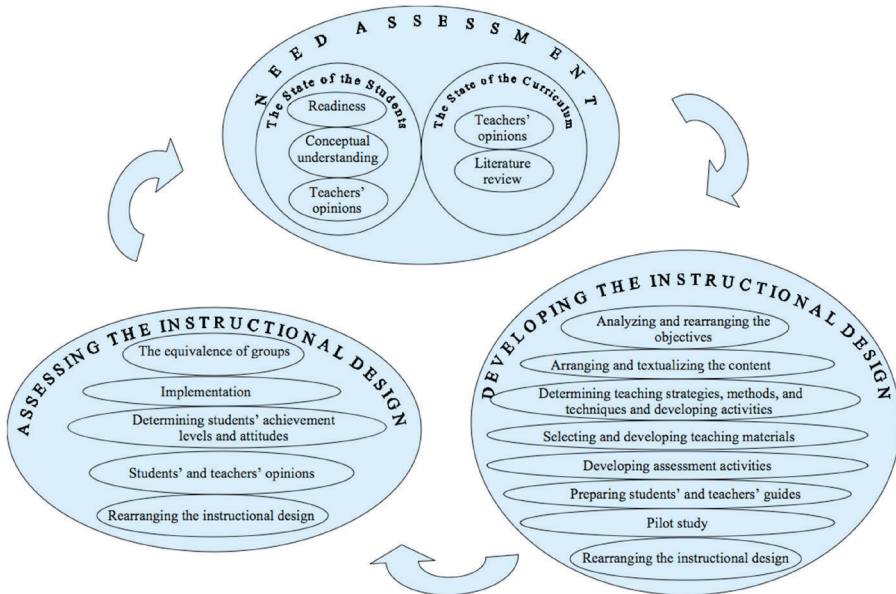 NEED ASSESSMENT
The State of the Students
Readiness
Conceptual
understanding
Teachers'
opinions
The State of the Curriculum
Teachers'
opinions
Literature
review
DEVELOPING THE INSTRUCTIONAL DESIGN
Analyzing and rearranging the
objectives
Arranging and textualizing the content
Determining teaching strategies, methods, and
techniques and developing activities
Selecting and developing teaching materials
Developing assessment activities
Preparing students' and teachers' guides
Pilot study
Rearranging the instructional design
ASSESSING THE INSTRUCTIONAL DESIGN
The equivalence of groups
Implementation
Determining students' achievement
levels and attitudes
Students' and teachers' opinions
Rearranging the instructional design